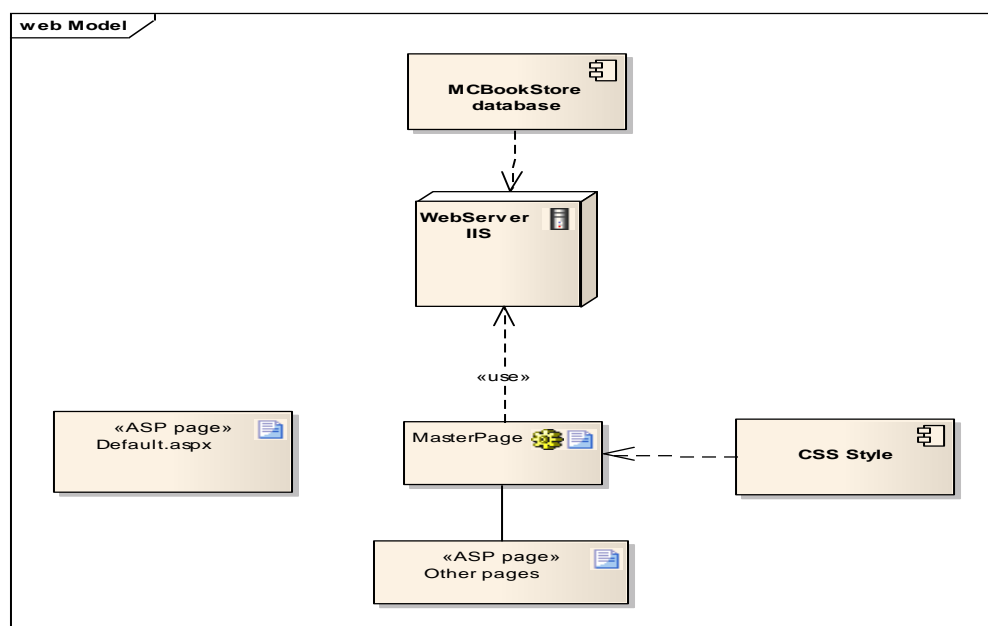 web Model
MCBookStore
database
WebServer
IIS
«use»
«ASP page»
Default.aspx
MasterPage
CSS Style
«ASP page»
Other pages